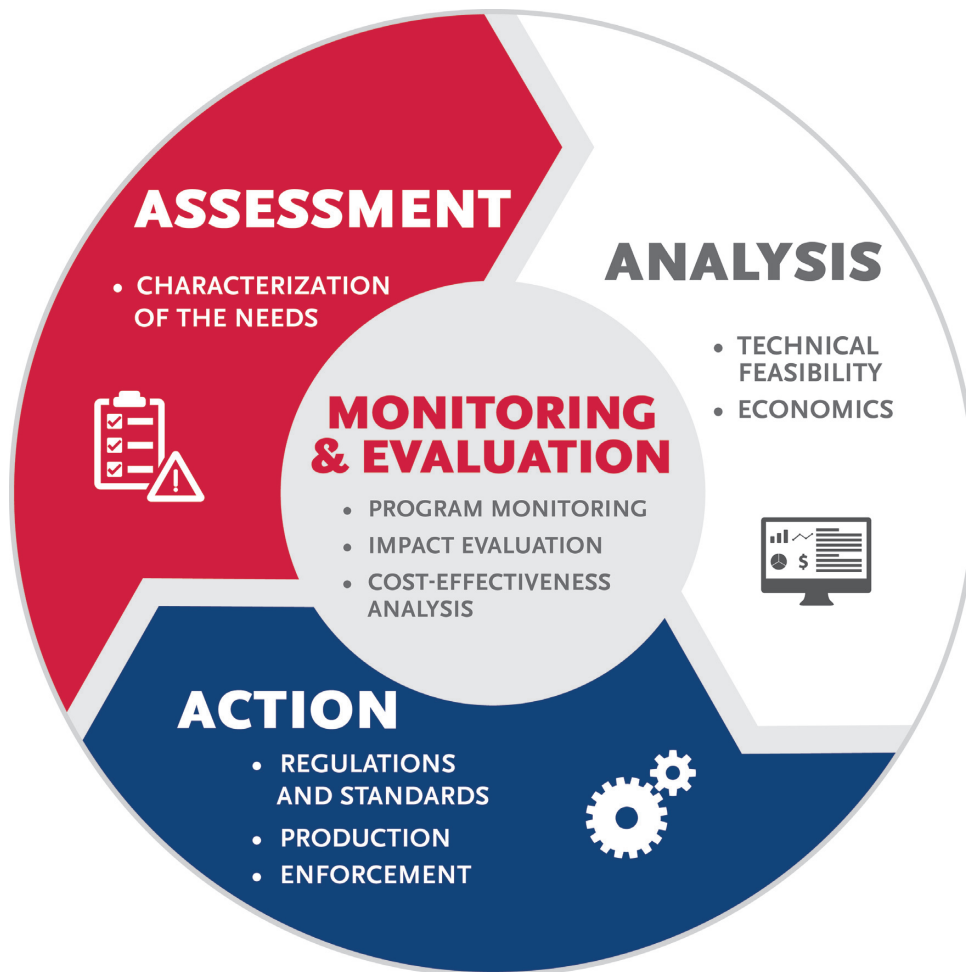 ASSESSMENT
• CHARACTERIZATION
OF THE NEEDS
ANALYSIS
• TECHNICAL
FEASIBILITY
• ECONOMICS
MONITORING
& EVALUATION
• PROGRAM MONITORING
• IMPACT EVALUATION
• COST-EFFECTIVENESS
ANALYSIS
$
ACTION
• REGULATIONS
AND STANDARDS
• PRODUCTION
• ENFORCEMENT